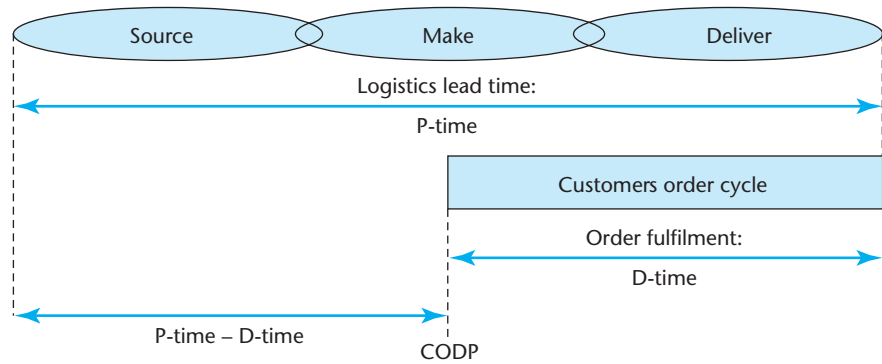 Source Make Deliver
Logistics lead time:
P-time
Customers order cycle
Order fulfilment:
D-time
P-time – D-time
CODP